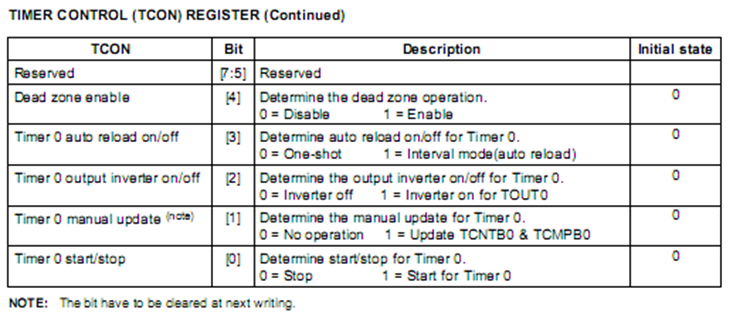 TIMER CONTROL (TCON) REGISTER (Continued)
TCON Bit Description Initial state
Reserved [7:5] Reserved
Dead zone enable [4] Determine the dead zone operation. 0
0 = Disable 1 = Enable
Timer 0 auto reload on/off [3] Determine auto reload on/off for Timer 0. 0
0 = One-shot 1 = Interval mode(auto reload)
Timer 0 output inverter on/off [2] Determine the output inverter on/off for Timer 0. 0
0 = Inverter off 1 = Inverter on for TOUT0
Timer 0 manual update (note) [1] Determine the manual update for Timer 0. 0
0 = No operation 1 = Update TCNTB0 & TCMPB0
Timer 0 start/stop [0] Determine start/stop for Timer 0. 0
0 = Stop 1 = Start for Timer 0
NOTE: The bit have to be cleared at next writing.